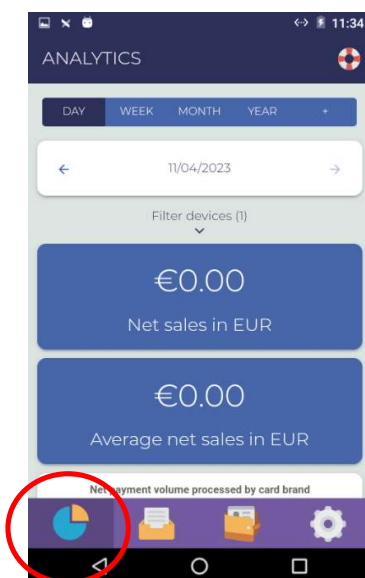 11:34
ANALYTICS
DAY WEEK MONTH YEAR +
11/04/2023
Filter devices (1)
€0.00
Net sales in EUR
€0.00
Average net sales in EUR
Net payment volume processed by card brand